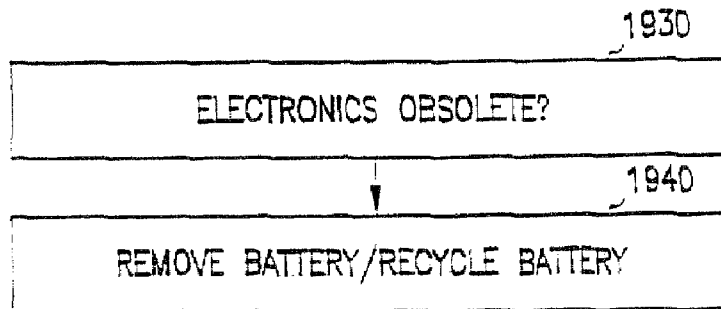 1930
ELECTRONICS OBSOLETE?
1940
REMOVE BATTERY/RECYCLE BATTERY